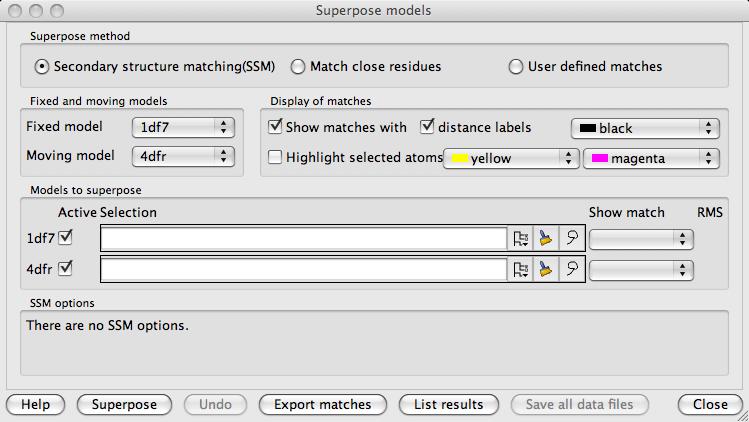 Superpose models
Superpose method
Secondary structure matching(SSM) Match close residues User defined matches
Fixed and moving models Display of matches
Fixed model 1df7 Show matches with distance labels black
Moving model 4dfr Highlight selected atoms yellow magenta
Models to superpose
Active Selection Show match RMS
1df7
4dfr
SSM options
There are no SSM options.
Help Superpose Undo Export matches List results Save all data files Close